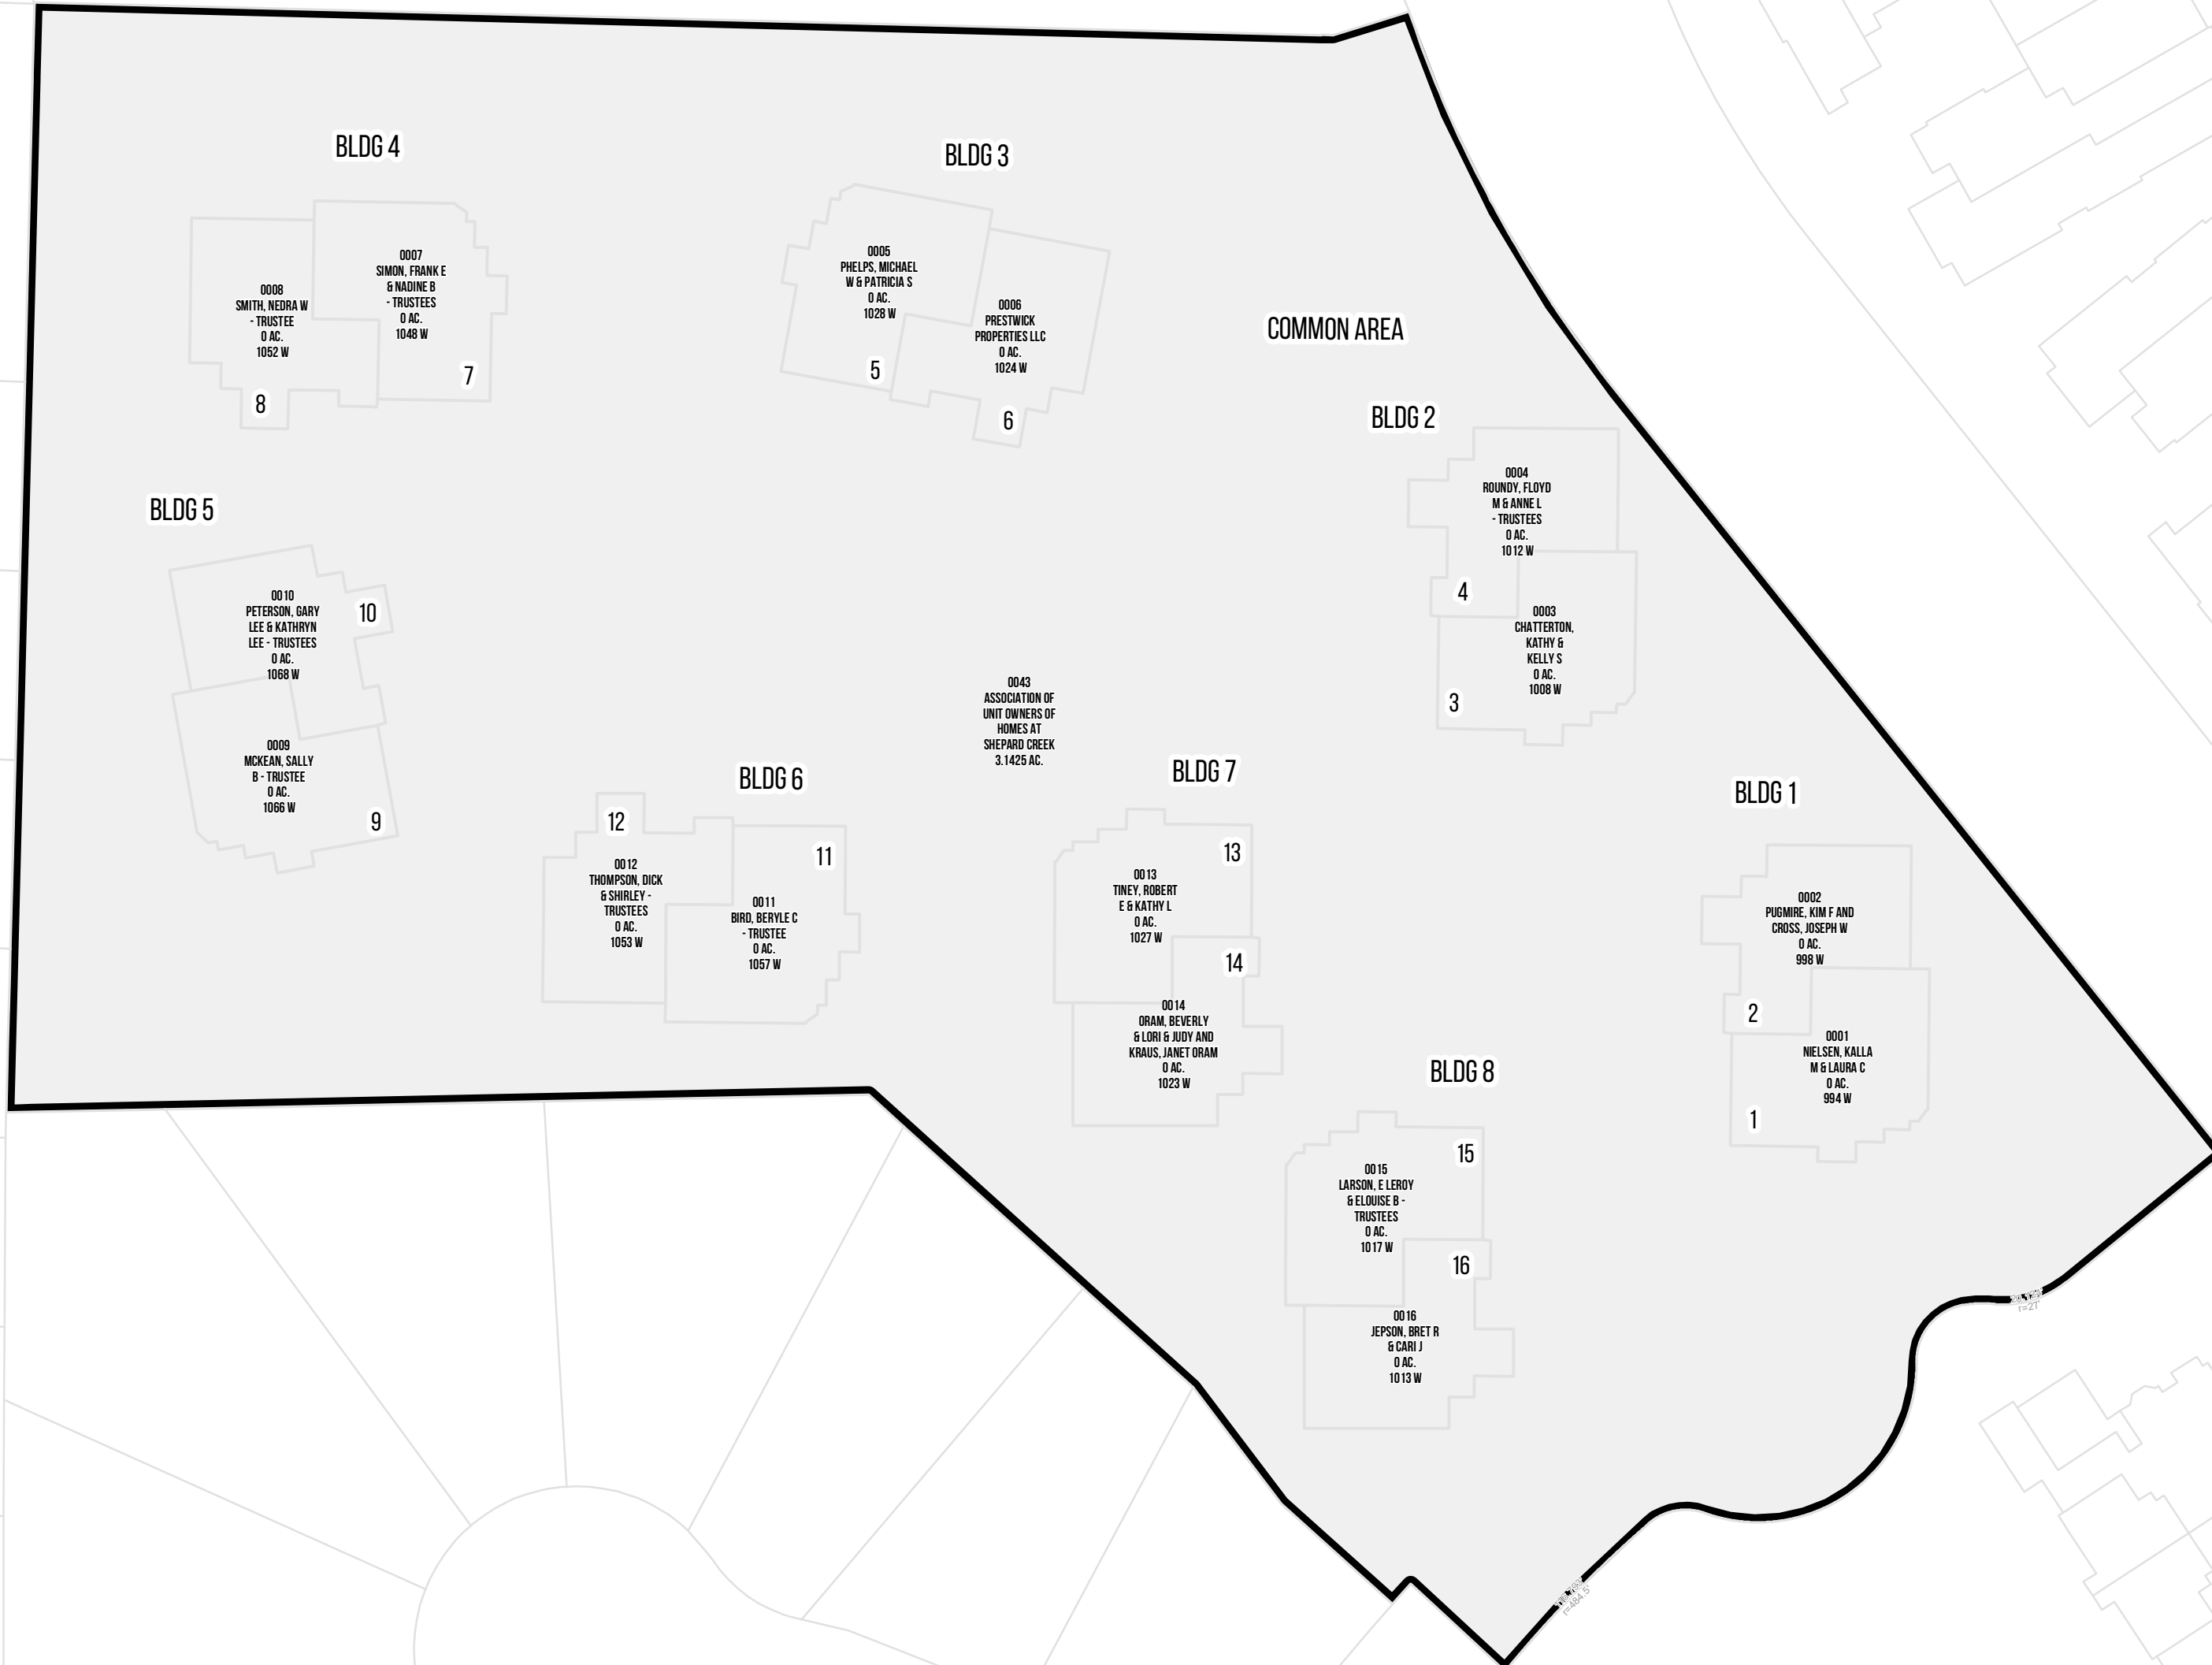 BLDG 4
0008
SMITH, NEDRA W
- TRUSTEE
0 AC.
1052 W
8
0007
SIMON, FRANK E
& NADINE B
- TRUSTEES
0 AC.
1048 W
7
BLDG 3
0005
PHELPS, MICHAEL
W & PATRICIA S
0 AC.
1028 W
5
0006
PRESTWICK
PROPERTIES LLC
0 AC.
1024 W
6
COMMON AREA
BLDG 2
0004
ROUNDY, FLOYD
M & ANNE L
- TRUSTEES
0 AC.
1012 W
4
0003
CHATTERTON,
KATHY &
KELLY S
0 AC.
1008 W
3
BLDG 5
0010
PETERSON, GARY
LEE & KATHRYN
LEE - TRUSTEES
0 AC.
1068 W
10
0009
MCKEAN, SALLY
B - TRUSTEE
0 AC.
1066 W
9
0043
ASSOCIATION OF
UNIT OWNERS OF
HOMES AT
SHEPARD CREEK
3.1425 AC.
BLDG 6
12
0012
THOMPSON, DICK
& SHIRLEY -
TRUSTEES
0 AC.
1053 W
11
0011
BIRD, BERYLE C
- TRUSTEE
0 AC.
1057 W
BLDG 7
13
0013
TINEY, ROBERT
E & KATHY L
0 AC.
1027 W
14
0014
ORAM, BEVERLY
& LORI & JUDY AND
KRAUS, JANET ORAM
0 AC.
1023 W
BLDG 1
0002
PUGMIRE, KIM F AND
CROSS, JOSEPH W
0 AC.
998 W
2
0001
NIELSEN, KALLA
M & LAURA C
0 AC.
994 W
1
BLDG 8
15
0015
LARSON, E LEROY
& ELOUISE B -
TRUSTEES
0 AC.
1017 W
16
0016
JEPSON, BRET R
& CARI J
0 AC.
1013 W
r=27'
r=484.5'